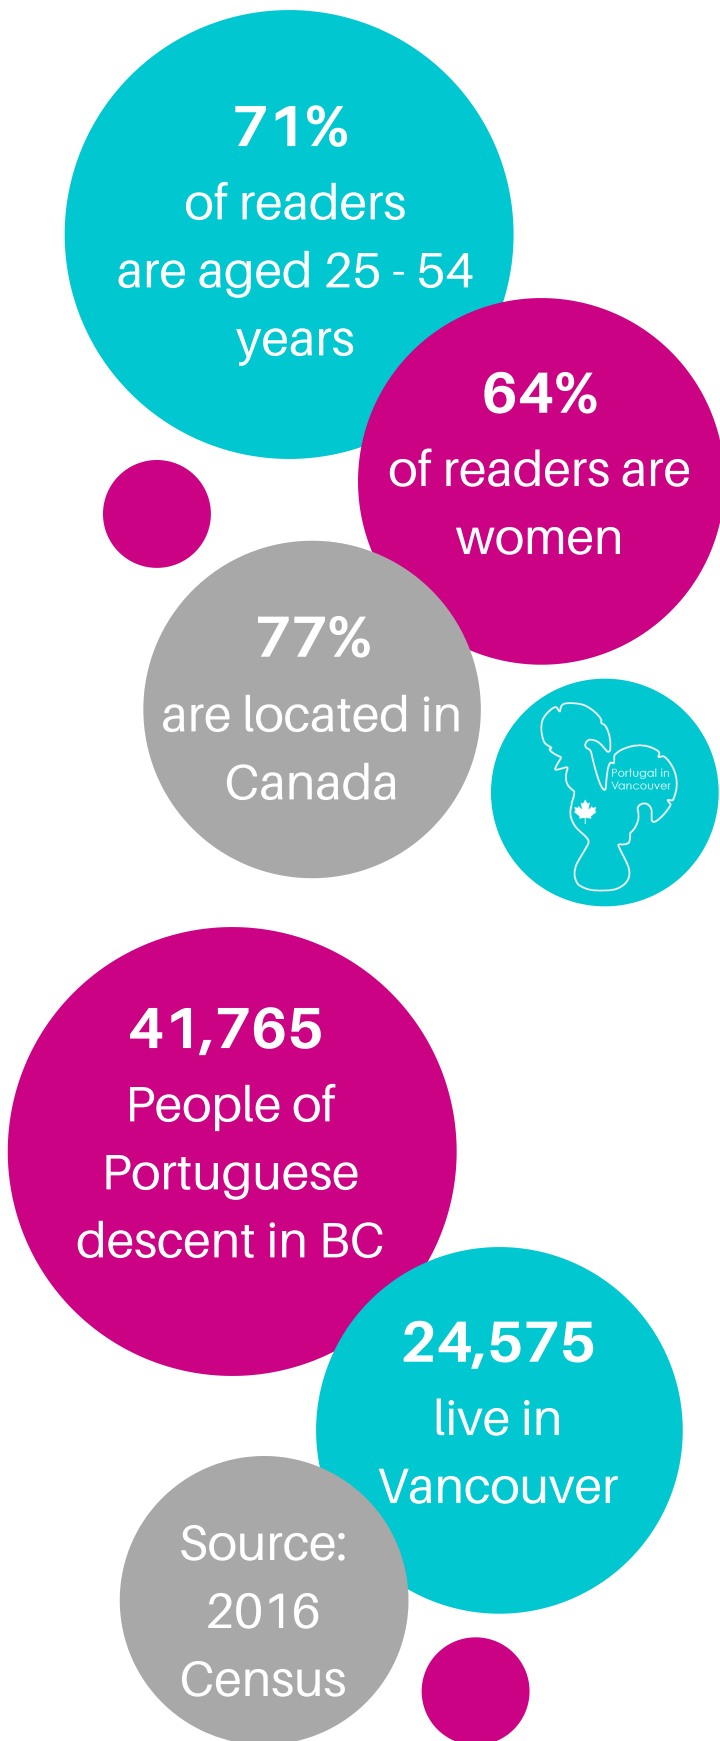 71%
of readers
are aged 25 - 54
years
64%
of readers are
women
77%
are located in
Canada
Portugal in
Vancouver
41,765
People of
Portuguese
descent in BC
24,575
live in
Vancouver
Source:
2016
Census